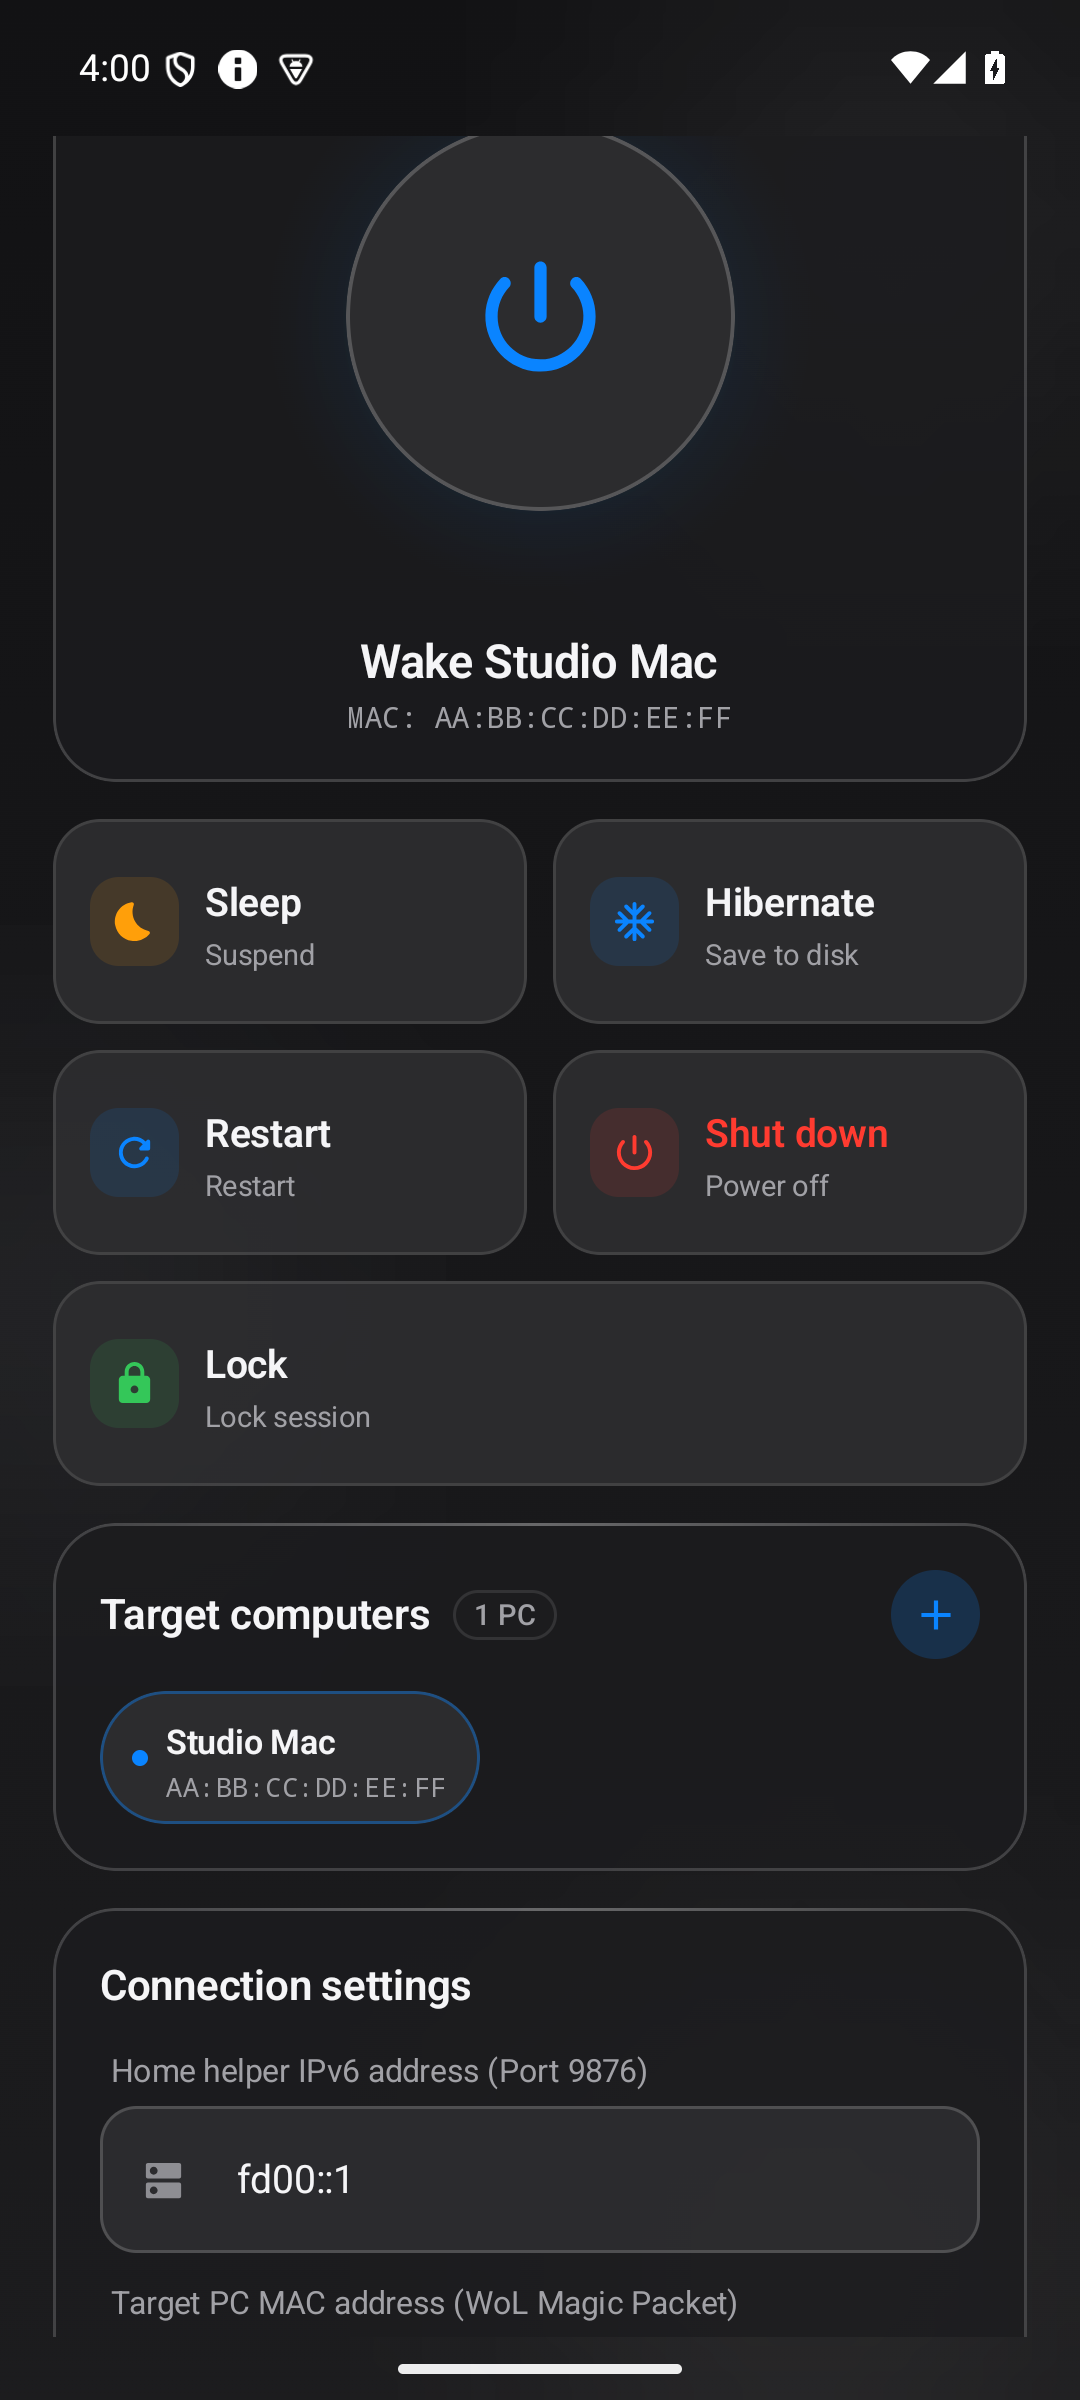 4:00
Wake Studio Mac
MAC: AA:BB:CC:DD:EE:FF
Sleep
Suspend
Hibernate
Save to disk
Restart
Restart
Shut down
Power off
Lock
Lock session
Target computers
1 PC
Studio Mac
AA:BB:CC:DD:EE:FF
Connection settings
Home helper IPv6 address (Port 9876)
fd00::1
Target PC MAC address (WoL Magic Packet)